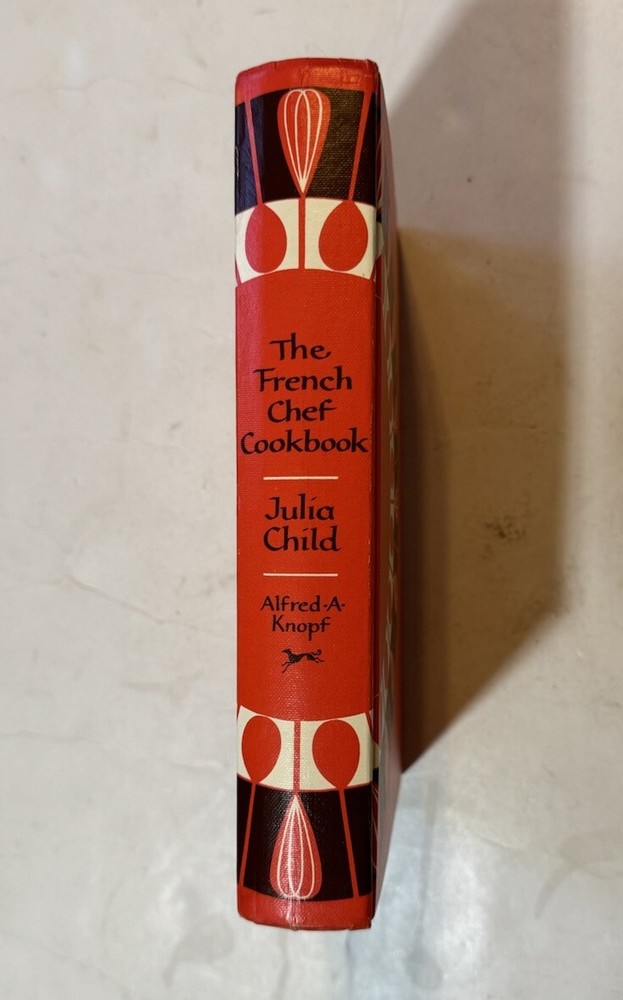 The
French
Chef
Cookbook
Julia
Child
Alfred·A·
Knopf